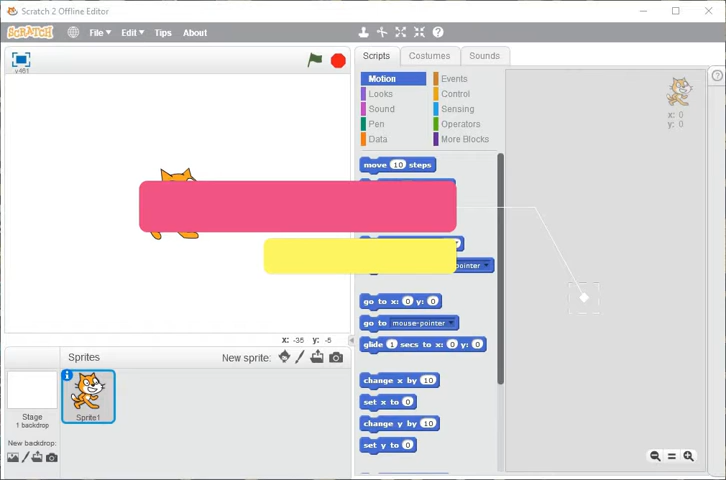 Scratch 2 Offline Editor
SCRATCH File Edit Tips About
v461
Scripts Costumes Sounds
Motion Events
Looks Control
Sound Sensing
Pen Operators
Data More Blocks
x: 0
y: 0
move 10 steps
pointer
go to x: 0 y: 0
go to mouse-pointer
glide 1 secs to x: 0 y: 0
change x by 10
set x to 0
change y by 10
set y to 0
x: -35 y: -5
Sprites New sprite:
Sprite1
Stage
1 backdrop
New backdrop: